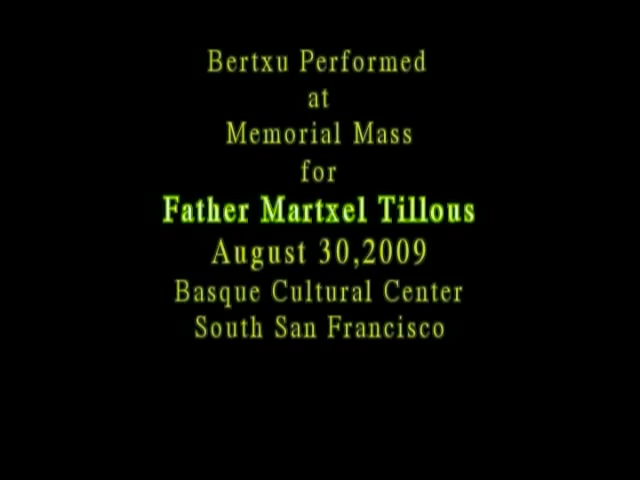 Bertxu Performed
at
Memorial Mass
for
Father Martxel Tillous
August 30,2009
Basque Cultural Center
South San Francisco